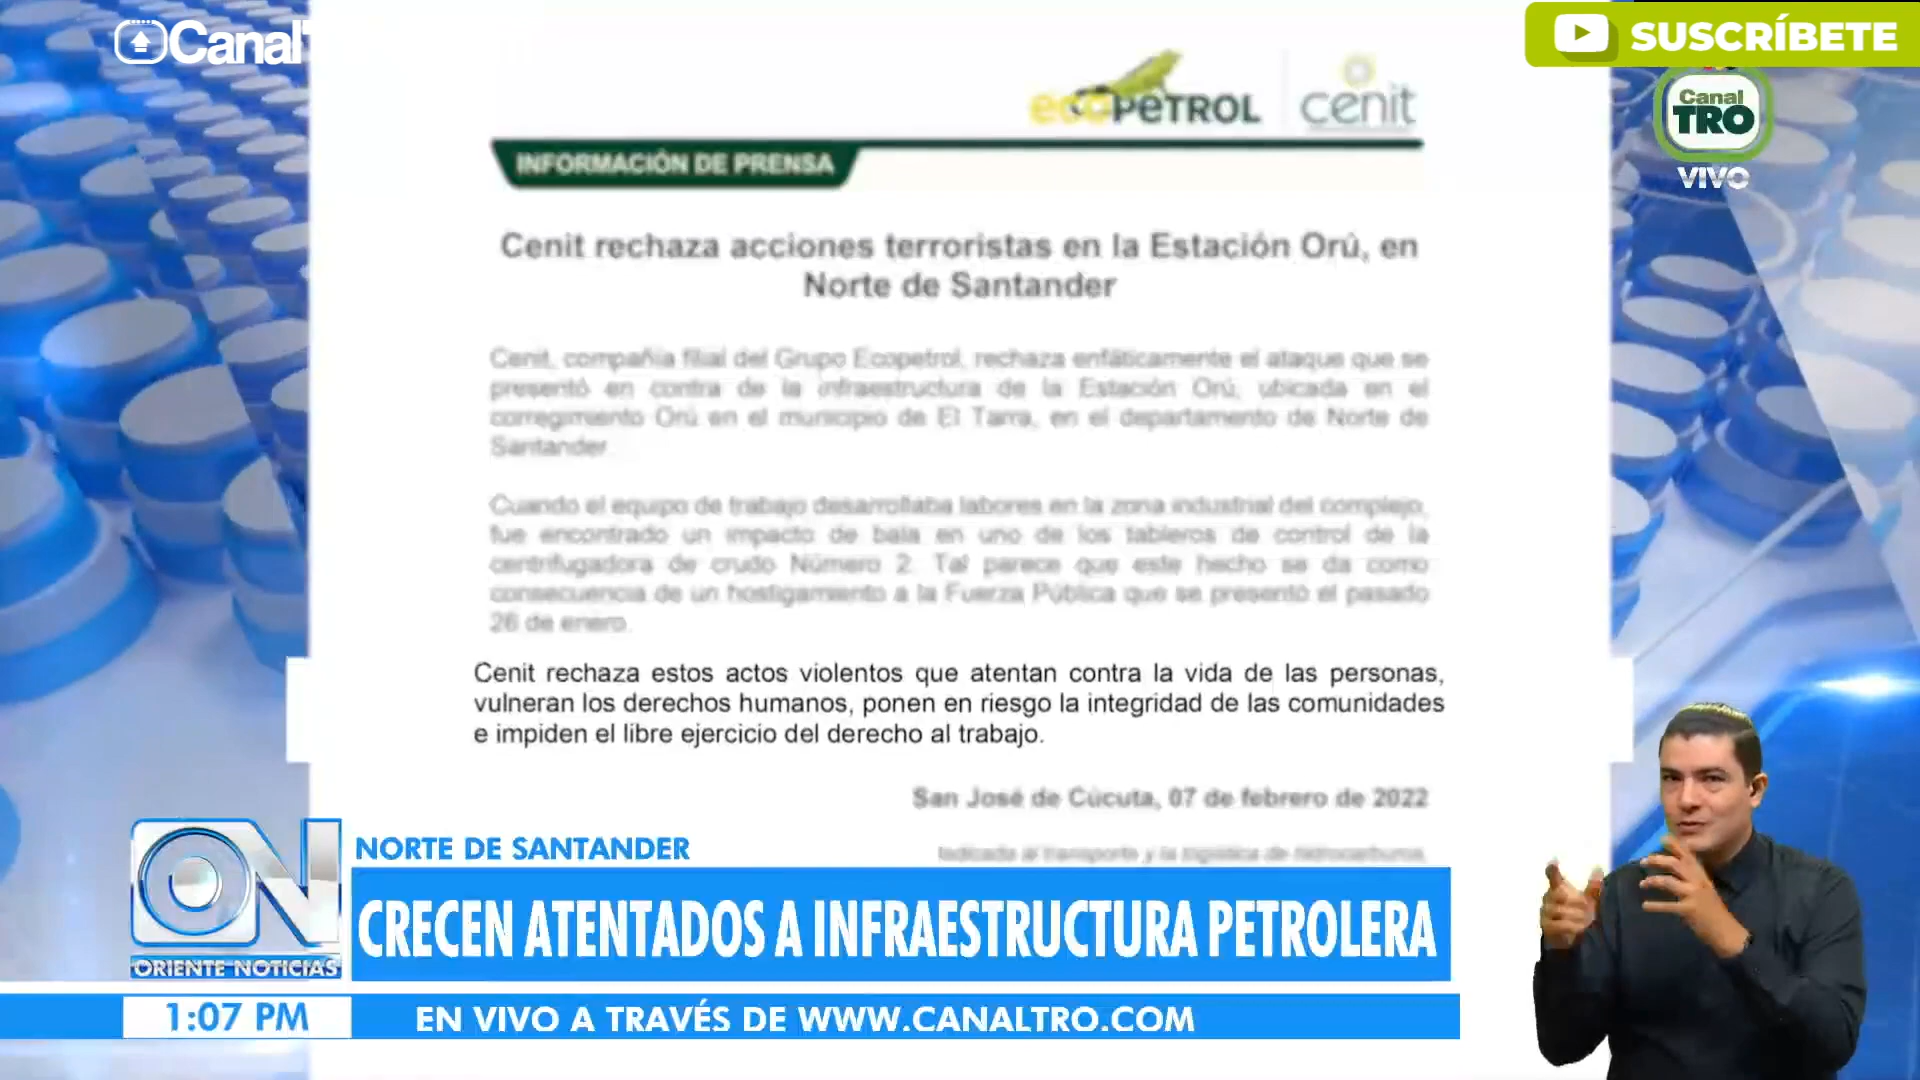 CanalT
SUSCRÍBETE
ecoPETROL
cenit
Canal
TRO
VIVO
INFORMACIÓN DE PRENSA
Cenit rechaza acciones terroristas en la Estación Orú, en
Norte de Santander
Cenit, compañía filial del Grupo Ecopetrol, rechaza enfáticamente el ataque que se
presentó en contra de la infraestructura de la Estación Orú, ubicada en el
corregimiento Orú en el municipio de El Tarra, en el departamento de Norte de
Santander.
Cuando el equipo de trabajo desarrollaba labores en la zona industrial del complejo,
fue encontrado un impacto de bala en uno de los tableros de control de la
centrifugadora de crudo Número 2. Tal parece que este hecho se da como
consecuencia de un hostigamiento a la Fuerza Pública que se presentó el pasado
26 de enero.
Cenit rechaza estos actos violentos que atentan contra la vida de las personas,
vulneran los derechos humanos, ponen en riesgo la integridad de las comunidades
e impiden el libre ejercicio del derecho al trabajo.
San José de Cúcuta, 07 de febrero de 2022
al transporte y la logística de hidrocarburos,
ON
ORIENTE NOTICIAS
NORTE DE SANTANDER
CRECEN ATENTADOS A INFRAESTRUCTURA PETROLERA
1:07 PM
EN VIVO A TRAVÉS DE WWW.CANALTRO.COM